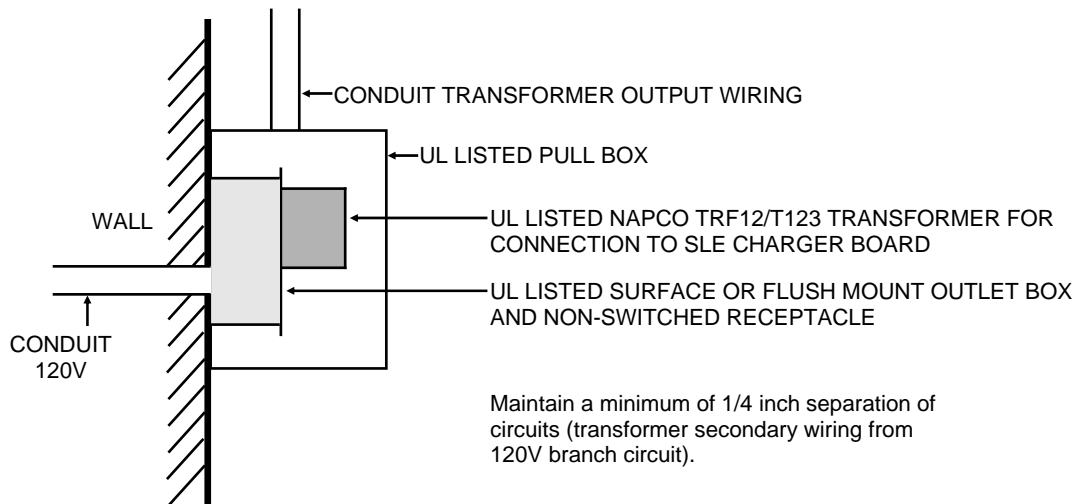 CONDUIT TRANSFORMER OUTPUT WIRING
UL LISTED PULL BOX
WALL
UL LISTED NAPCO TRF12/T123 TRANSFORMER FOR
CONNECTION TO SLE CHARGER BOARD
UL LISTED SURFACE OR FLUSH MOUNT OUTLET BOX
AND NON-SWITCHED RECEPTACLE
CONDUIT
120V
Maintain a minimum of 1/4 inch separation of
circuits (transformer secondary wiring from
120V branch circuit).